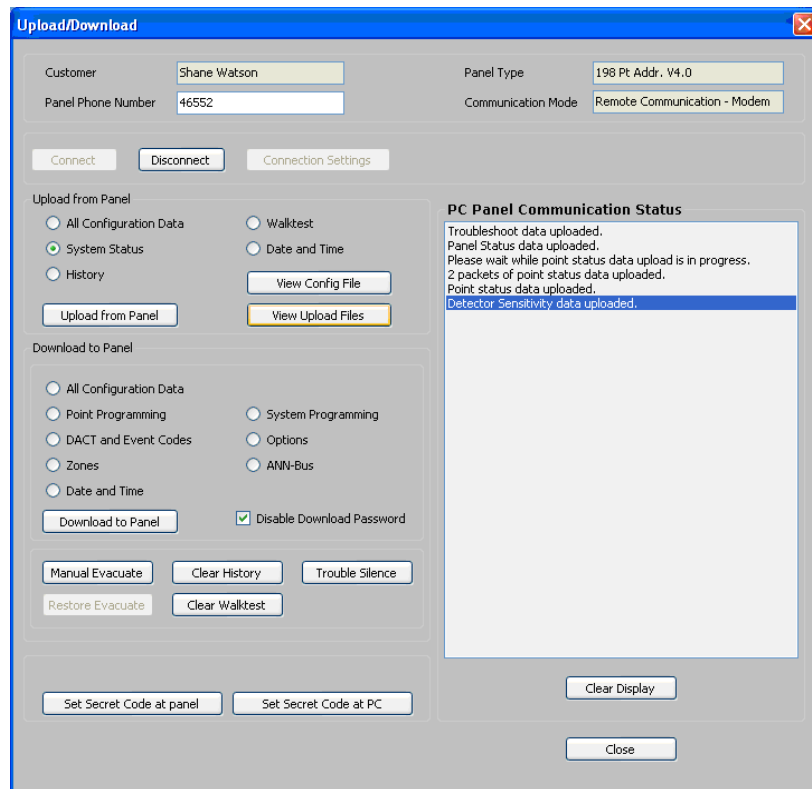 Upload/Download
Customer Shane Watson Panel Type 198 Pt Addr. V4.0
Panel Phone Number 46552 Communication Mode Remote Communication - Modem
Connect Disconnect Connection Settings
Upload from Panel
All Configuration Data Walktest
System Status Date and Time
History View Config File
Upload from Panel View Upload Files
PC Panel Communication Status
Troubleshoot data uploaded.
Panel Status data uploaded.
Please wait while point status data upload is in progress.
2 packets of point status data uploaded.
Point status data uploaded.
Detector Sensitivity data uploaded.
Download to Panel
All Configuration Data
Point Programming System Programming
DACT and Event Codes Options
Zones ANN-Bus
Date and Time
Download to Panel Disable Download Password
Manual Evacuate Clear History Trouble Silence
Restore Evacuate Clear Walktest
Set Secret Code at panel Set Secret Code at PC
Clear Display
Close